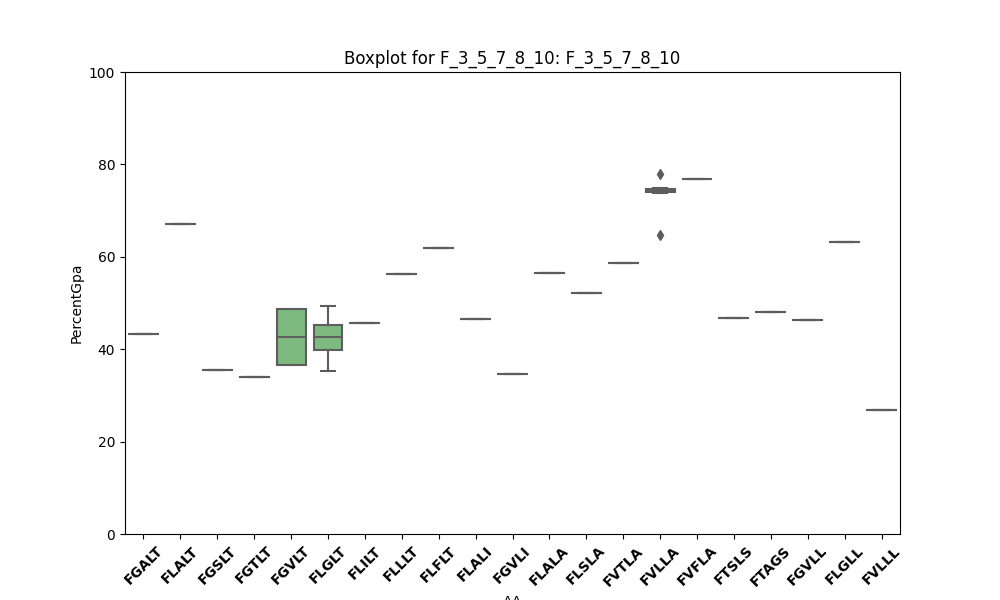 Boxplot for F_3_5_7_8_10: F_3_5_7_8_10
100
80
60
40
20
0
PercentGpa
FGALT FLALT FGSLT FGTLT FGVLT FLGLT FLILT FLLLT FLFLT FLALI FGVLI FLALA FLSLA FVTLA FVLLA FVFLA FTSLS FTAGS FGVLL FLGLL FVLLL
AA